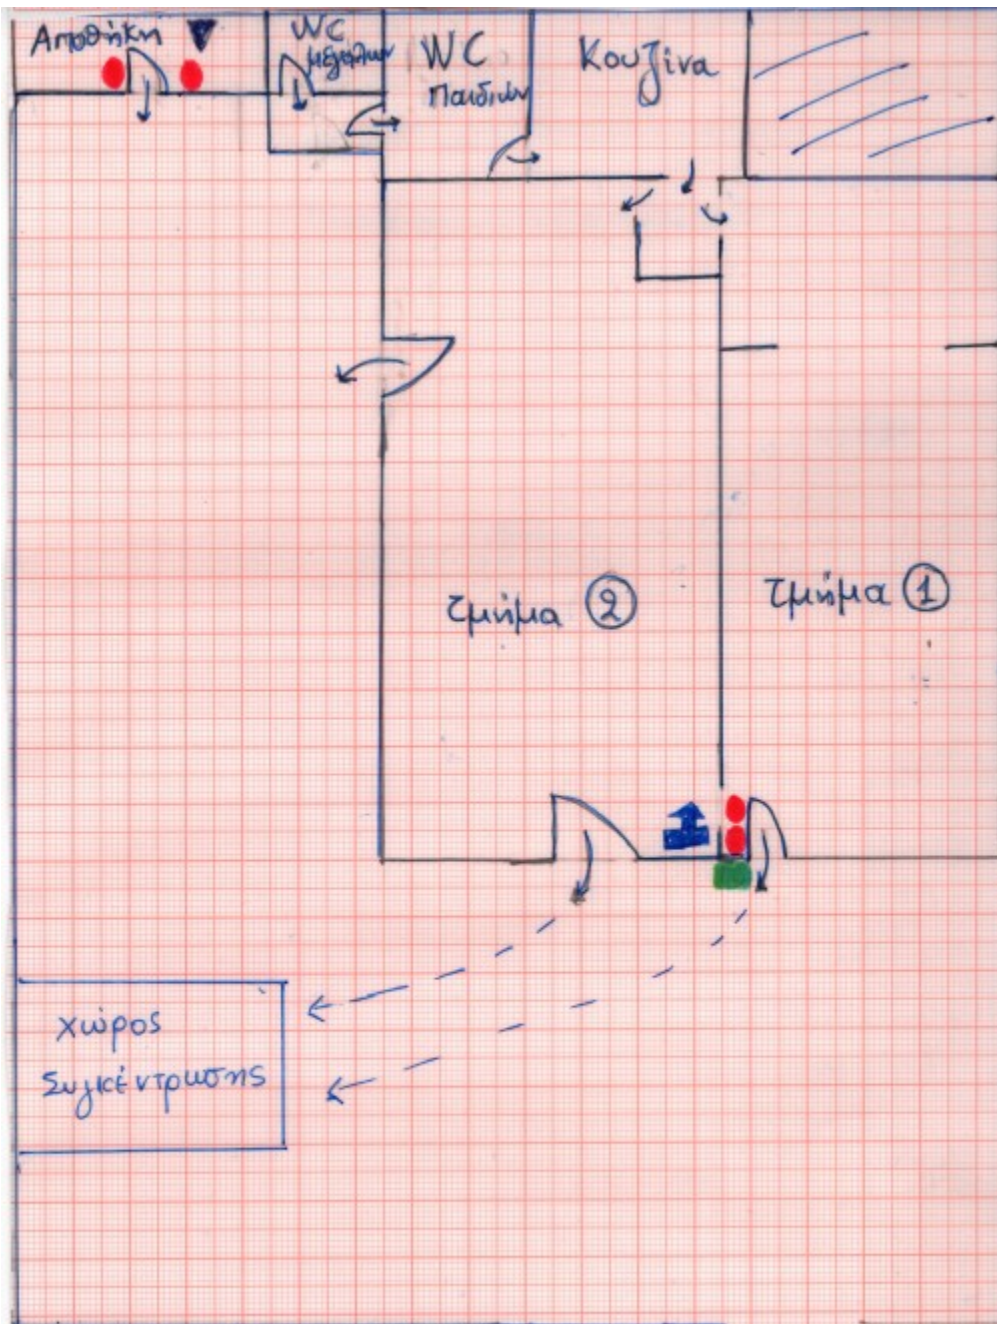 Αποθήκη
WC
μεγάλων
WC
Παιδιών
Κουζίνα
τμήμα 2
τμήμα 1
χώρος
Συγκέντρωσης